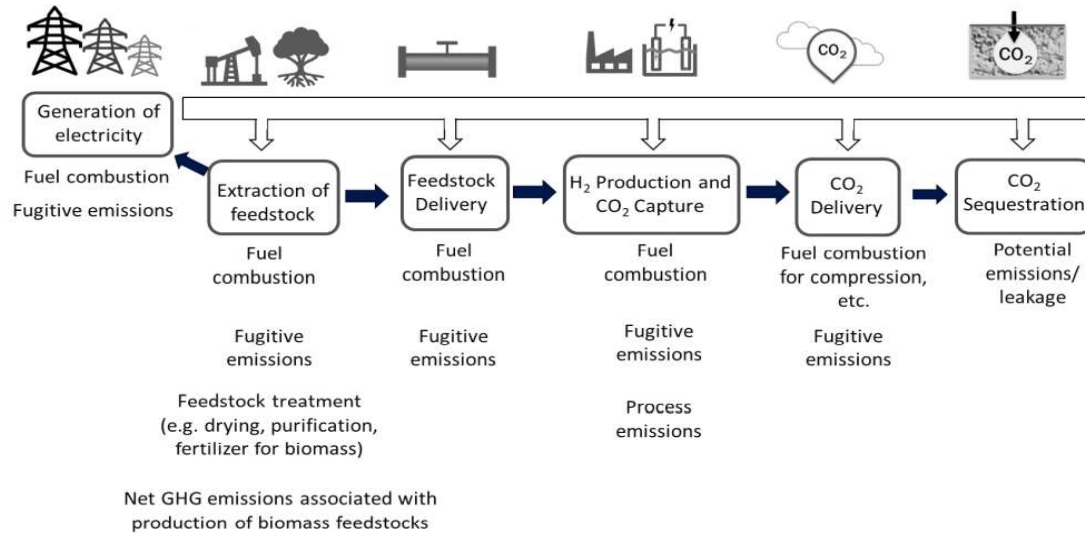 CO2
CO2
Generation of
electricity
Fuel combustion
Fugitive emissions
Extraction of
feedstock
Fuel
combustion
Fugitive
emissions
Feedstock treatment
(e.g. drying, purification,
fertilizer for biomass)
Net GHG emissions associated with
production of biomass feedstocks
Feedstock
Delivery
Fuel
combustion
Fugitive
emissions
H2 Production and
CO2 Capture
Fuel
combustion
Fugitive
emissions
Process
emissions
CO2
Delivery
Fuel combustion
for compression,
etc.
Fugitive
emissions
CO2
Sequestration
Potential
emissions/
leakage